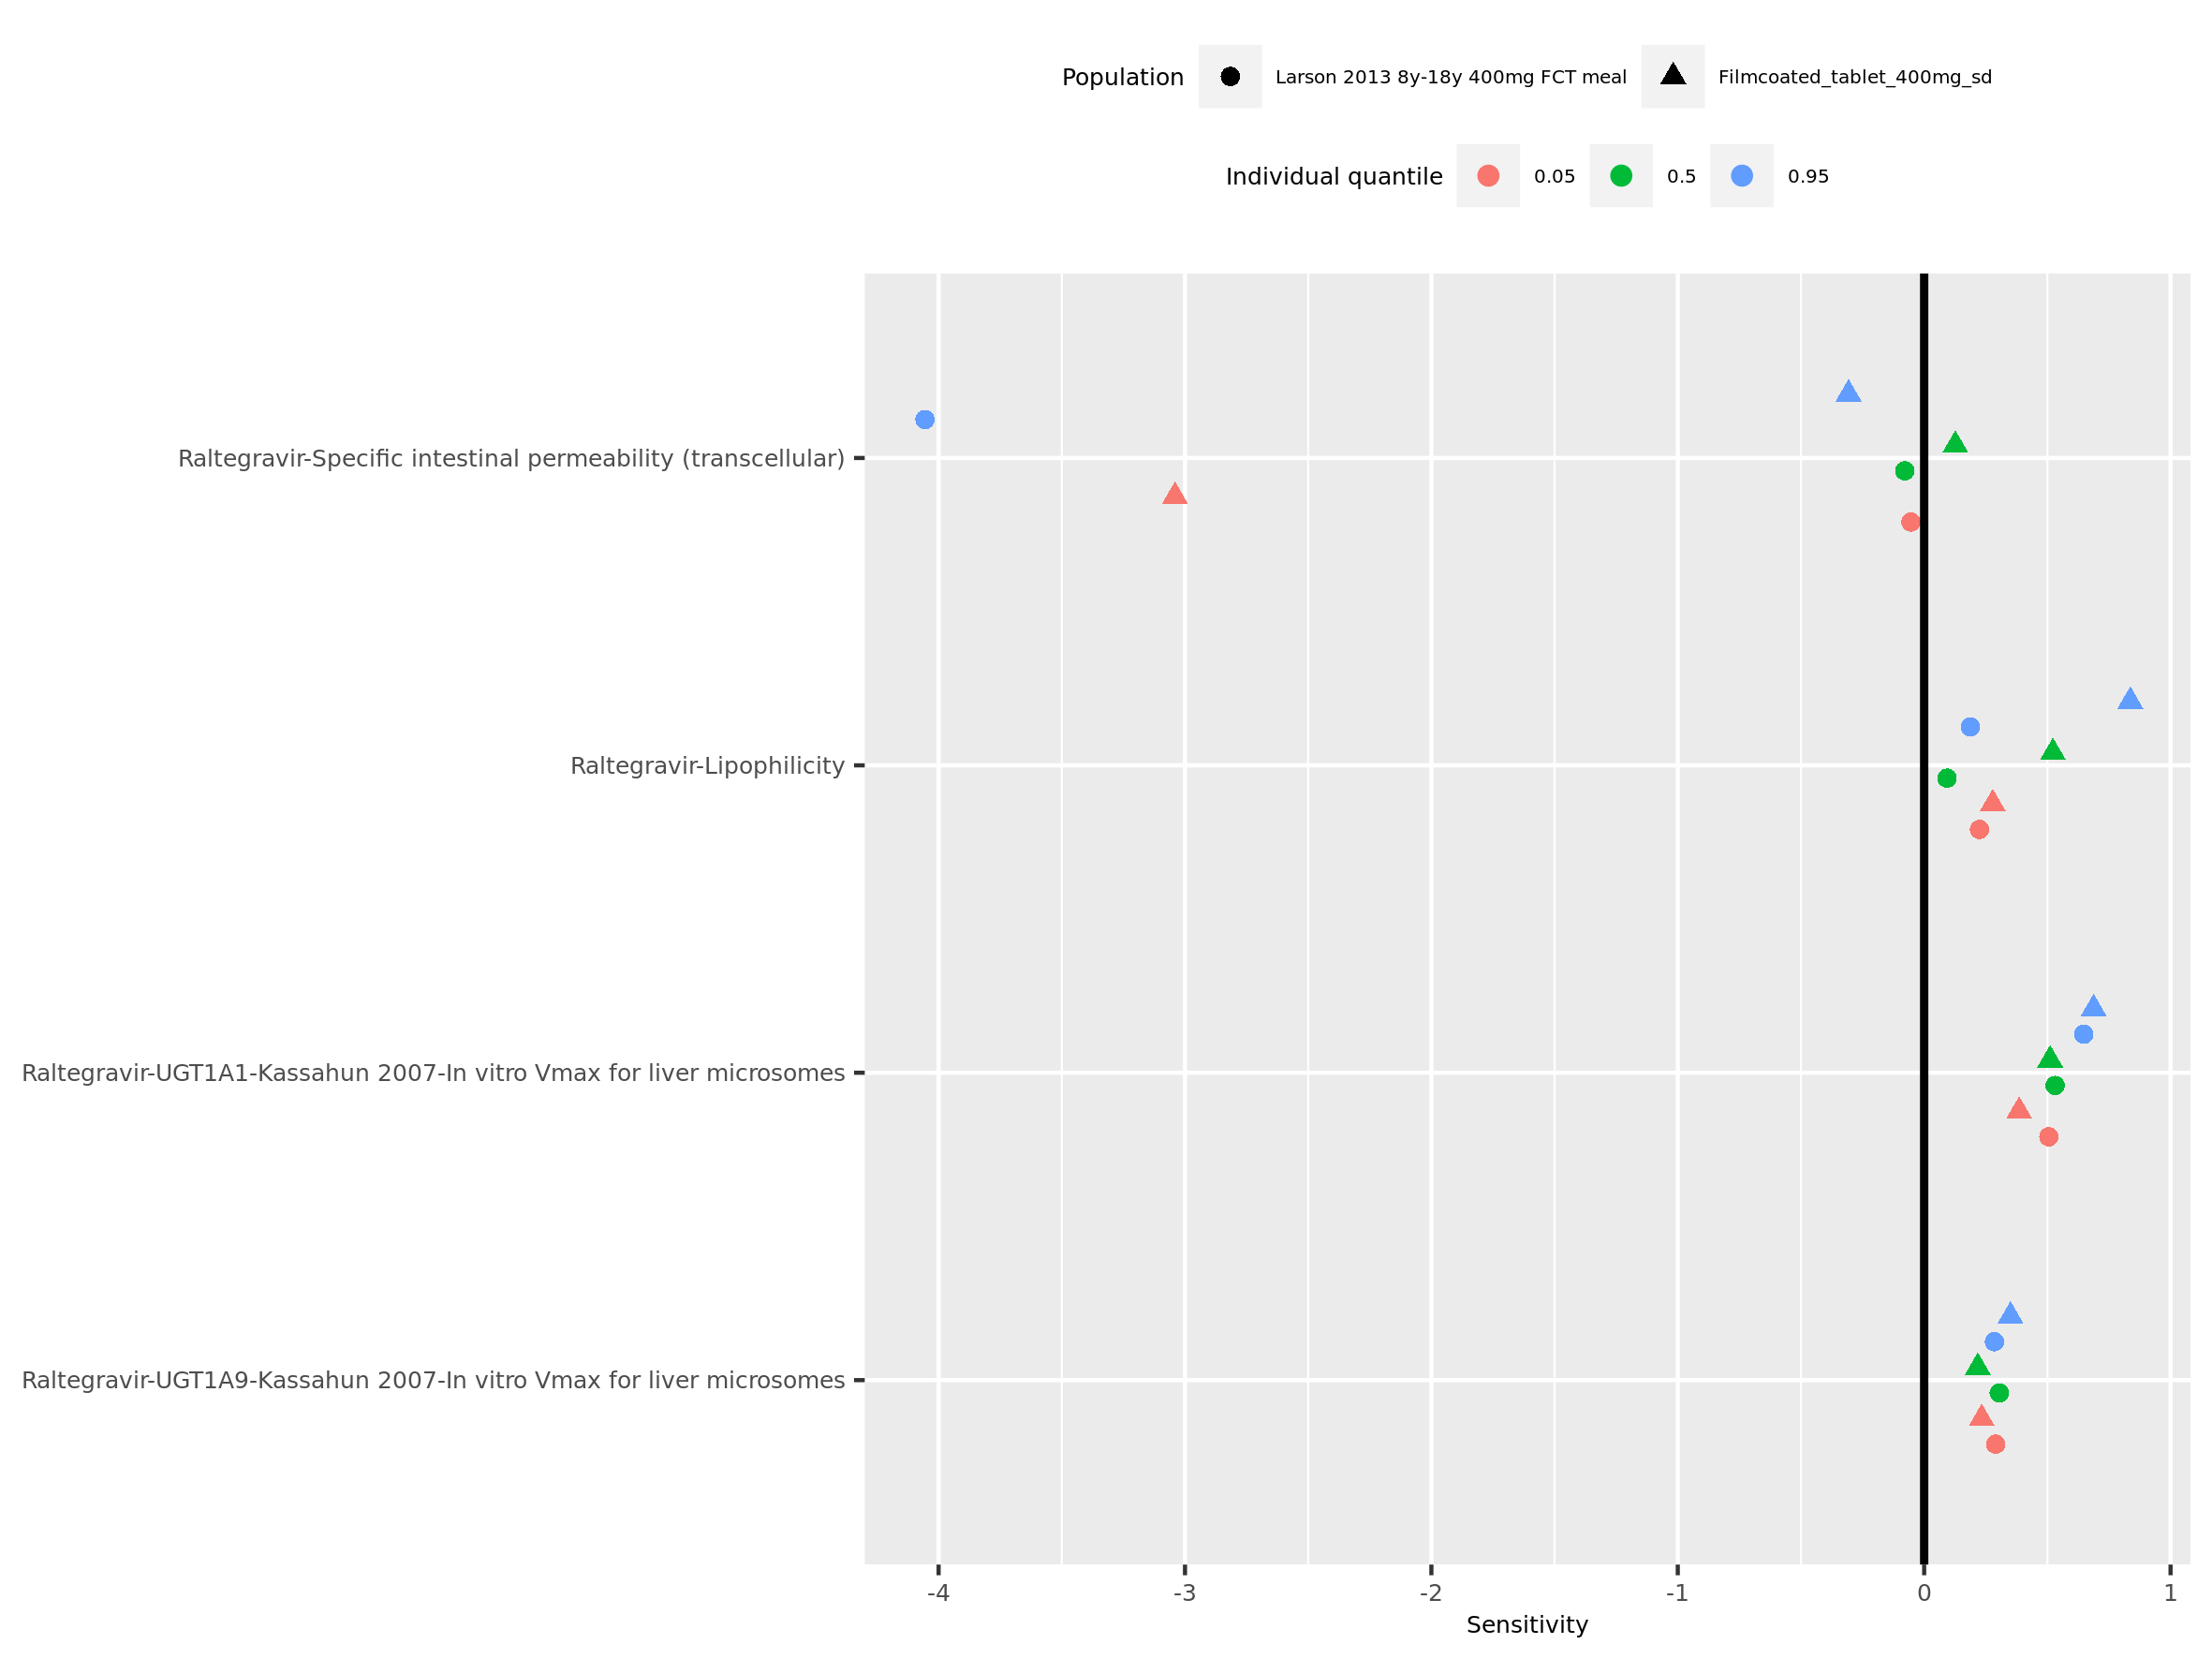 Population Larson 2013 8y-18y 400mg FCT meal Filmcoated_tablet_400mg_sd
Individual quantile 0.05 0.5 0.95
Raltegravir-Specific intestinal permeability (transcellular)
Raltegravir-Lipophilicity
Raltegravir-UGT1A1-Kassahun 2007-In vitro Vmax for liver microsomes
Raltegravir-UGT1A9-Kassahun 2007-In vitro Vmax for liver microsomes
-4 -3 -2 -1 0 1
Sensitivity